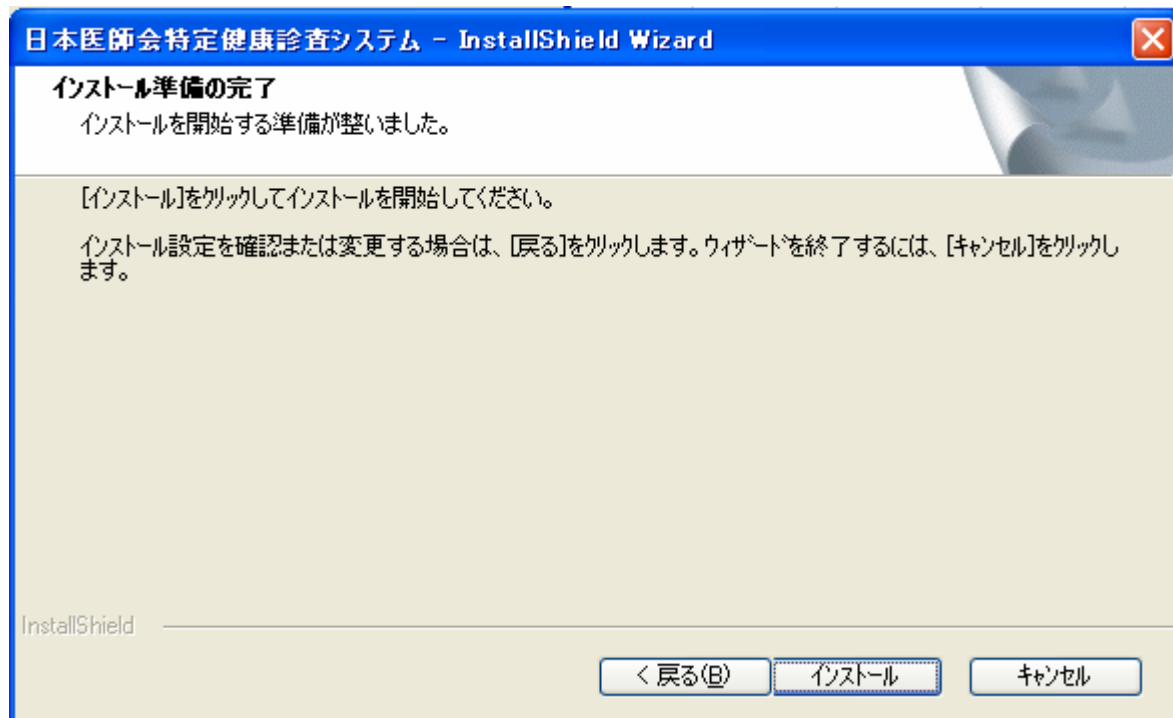 日本医師会特定健康診査システム - InstallShield Wizard
インストール準備の完了
インストールを開始する準備が整いました。
[インストール]をクリックしてインストールを開始してください。
インストール設定を確認または変更する場合は、[戻る]をクリックします。ウィザードを終了するには、[キャンセル]をクリックし
ます。
InstallShield
< 戻る(B)
インストール
キャンセル